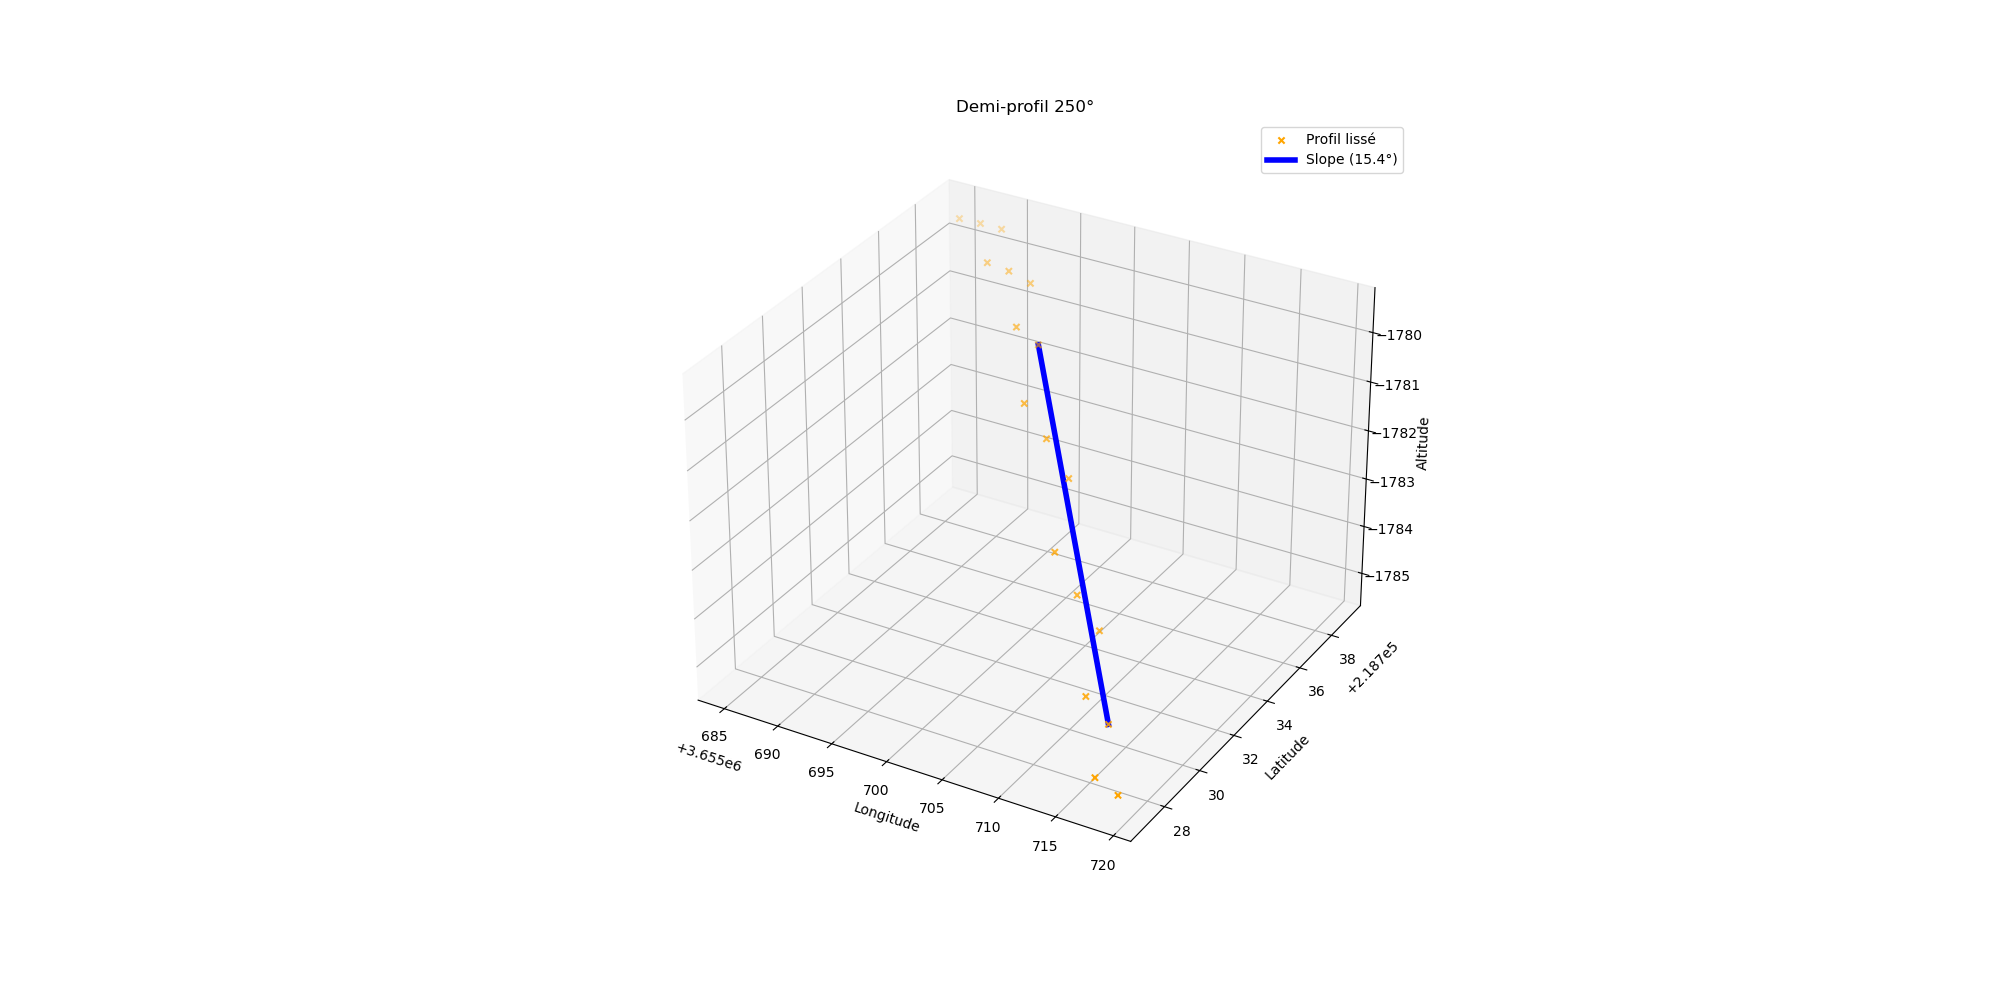 Demi-profil 250°
Profil lissé
Slope (15.4°)
−1780
−1781
−1782
−1783
−1784
−1785
Altitude
38
36
34
32
30
28
+2.187e5
Latitude
685
690
695
700
705
710
715
720
+3.655e6
Longitude